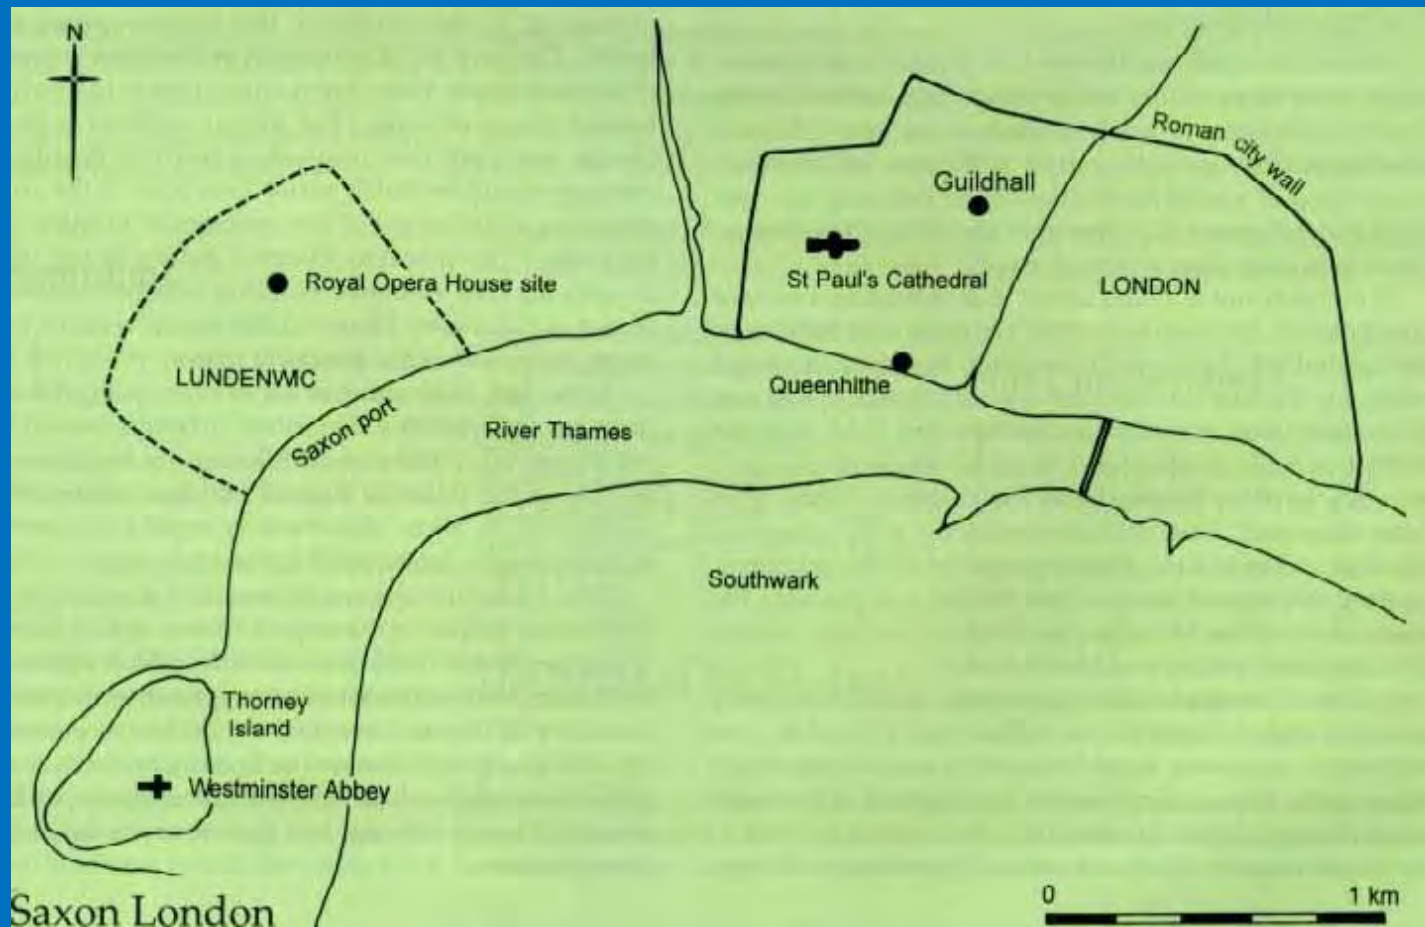 N
Roman city wall
Guildhall
Royal Opera House site
St Paul's Cathedral
LONDON
LUNDENWIC
Queenhithe
Saxon port
River Thames
Southwark
Thorney
Island
Westminster Abbey
Saxon London
0 1 km